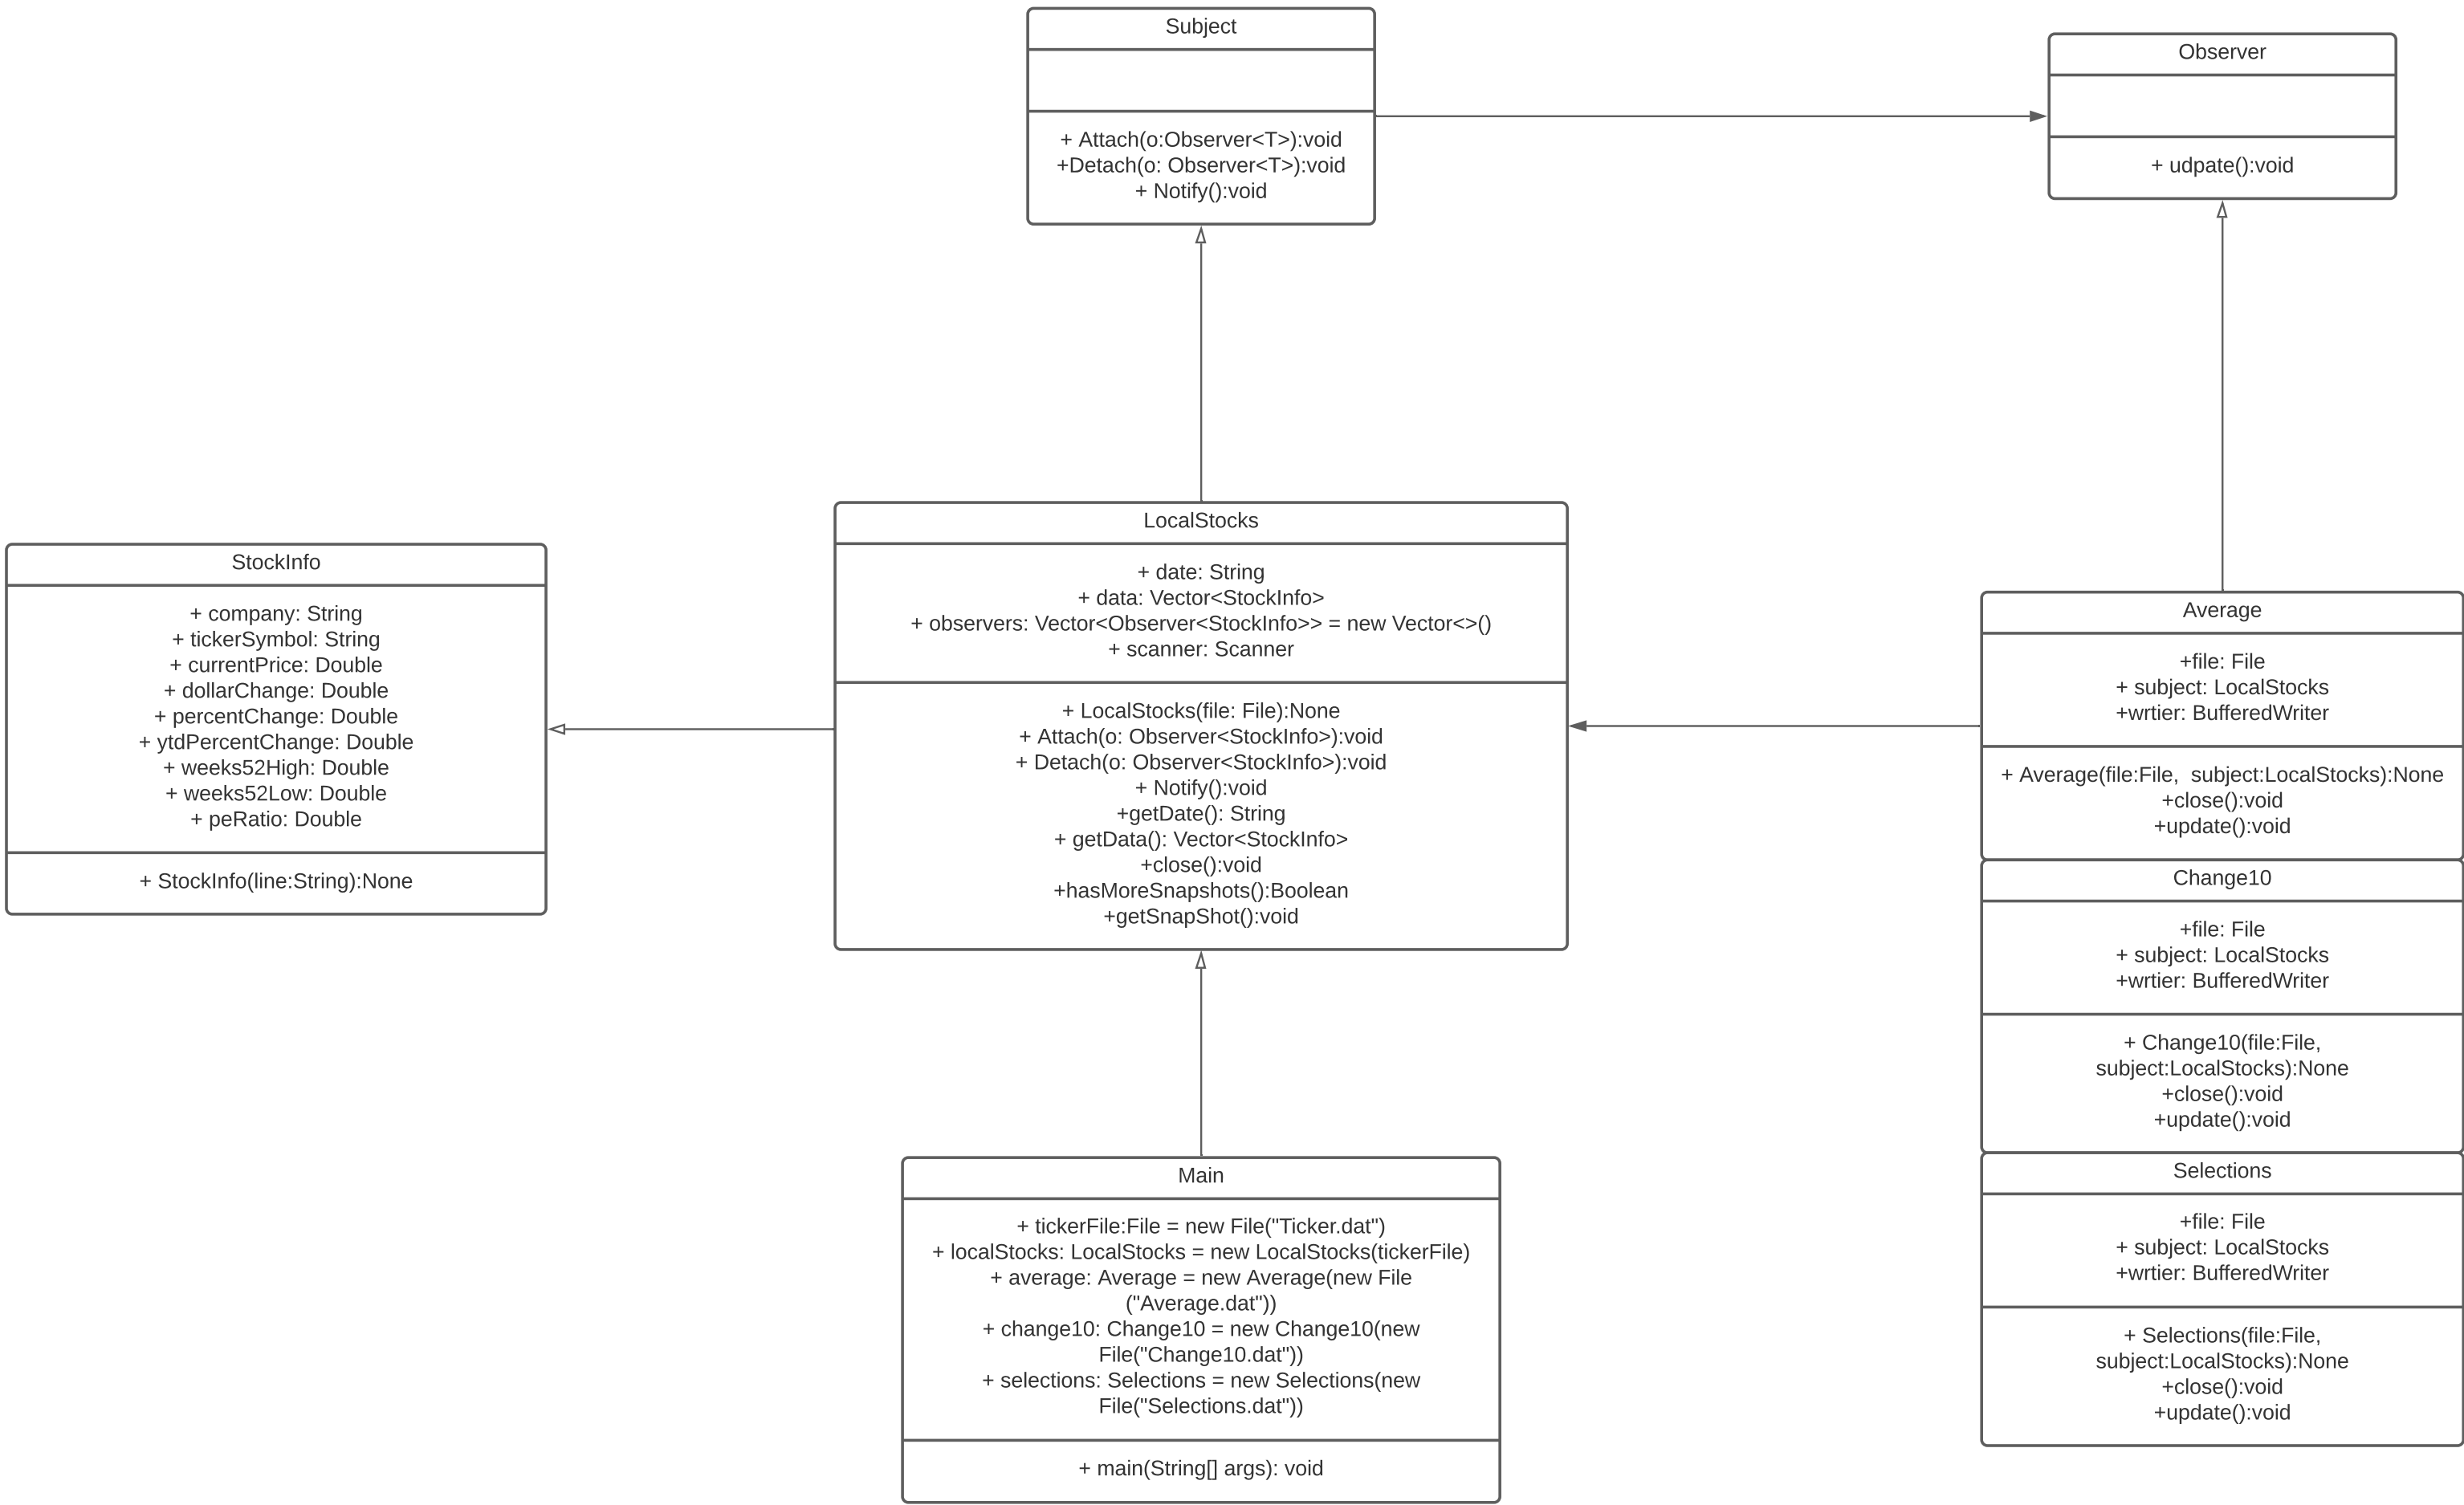 Subject
+ Attach(o:Observer<T>):void
+Detach(o: Observer<T>):void
+ Notify():void
Observer
+ udpate():void
StockInfo
+ company: String
+ tickerSymbol: String
+ currentPrice: Double
+ dollarChange: Double
+ percentChange: Double
+ ytdPercentChange: Double
+ weeks52High: Double
+ weeks52Low: Double
+ peRatio: Double
+ StockInfo(line:String):None
LocalStocks
+ date: String
+ data: Vector<StockInfo>
+ observers: Vector<Observer<StockInfo>> = new Vector<>()
+ scanner: Scanner
+ LocalStocks(file: File):None
+ Attach(o: Observer<StockInfo>):void
+ Detach(o: Observer<StockInfo>):void
+ Notify():void
+getDate(): String
+ getData(): Vector<StockInfo>
+close():void
+hasMoreSnapshots():Boolean
+getSnapShot():void
Average
+file: File
+ subject: LocalStocks
+wrtier: BufferedWriter
+ Average(file:File,  subject:LocalStocks):None
+close():void
+update():void
Change10
+file: File
+ subject: LocalStocks
+wrtier: BufferedWriter
+ Change10(file:File,
subject:LocalStocks):None
+close():void
+update():void
Selections
+file: File
+ subject: LocalStocks
+wrtier: BufferedWriter
+ Selections(file:File,
subject:LocalStocks):None
+close():void
+update():void
Main
+ tickerFile:File = new File("Ticker.dat")
+ localStocks: LocalStocks = new LocalStocks(tickerFile)
+ average: Average = new Average(new File
("Average.dat"))
+ change10: Change10 = new Change10(new
File("Change10.dat"))
+ selections: Selections = new Selections(new
File("Selections.dat"))
+ main(String[] args): void